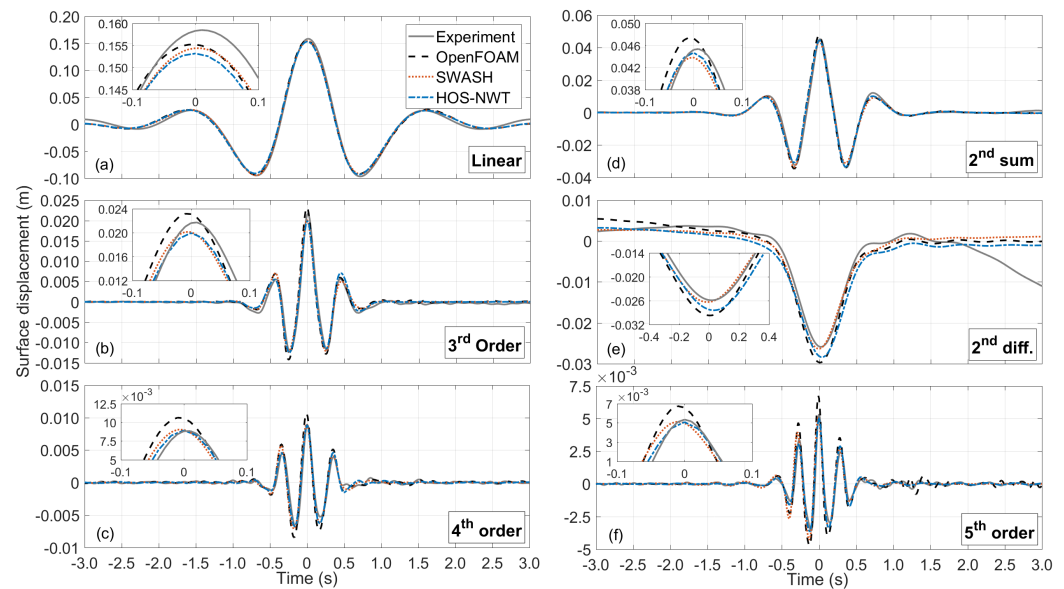 0.20
0.15
0.10
0.05
0
-0.05
-0.10
0.160
0.155
0.150
0.145
-0.1 0 0.1
Experiment
OpenFOAM
SWASH
HOS-NWT
(a)
Linear
0.06
0.04
0.02
0
-0.02
-0.04
0.050
0.046
0.042
0.038
-0.1 0 0.1
(d)
2nd sum
Surface displacement (m)
0.025
0.020
0.015
0.010
0.005
0
-0.005
-0.010
-0.015
0.024
0.020
0.016
0.012
-0.1 0 0.1
(b)
3rd Order
0.01
0
-0.01
-0.02
-0.03
-0.014
-0.020
-0.026
-0.032
-0.4 -0.2 0 0.2 0.4
(e)
2nd diff.
0.015
0.010
0.005
0
-0.005
-0.01
×10-3
12.5
10
7.5
5
-0.1 0 0.1
(c)
4th order
-3.0 -2.5 -2.0 -1.5 -1.0 -0.5 0 0.5 1.0 1.5 2.0 2.5 3.0
Time (s)
×10-3
7.5
5
2.5
0
-2.5
-5
×10-3
7
5
3
1
-0.1 0 0.1
(f)
5th order
-3.0 -2.5 -2.0 -1.5 -1.0 -0.5 0 0.5 1.0 1.5 2.0 2.5 3.0
Time (s)